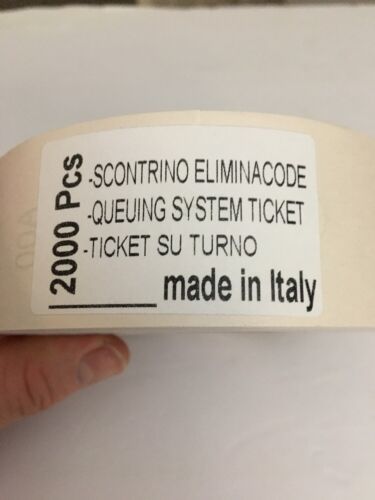 2000 Pcs
-SCONTRINO ELIMINACODE
-QUEUING SYSTEM TICKET
-TICKET SU TURNO
made in Italy